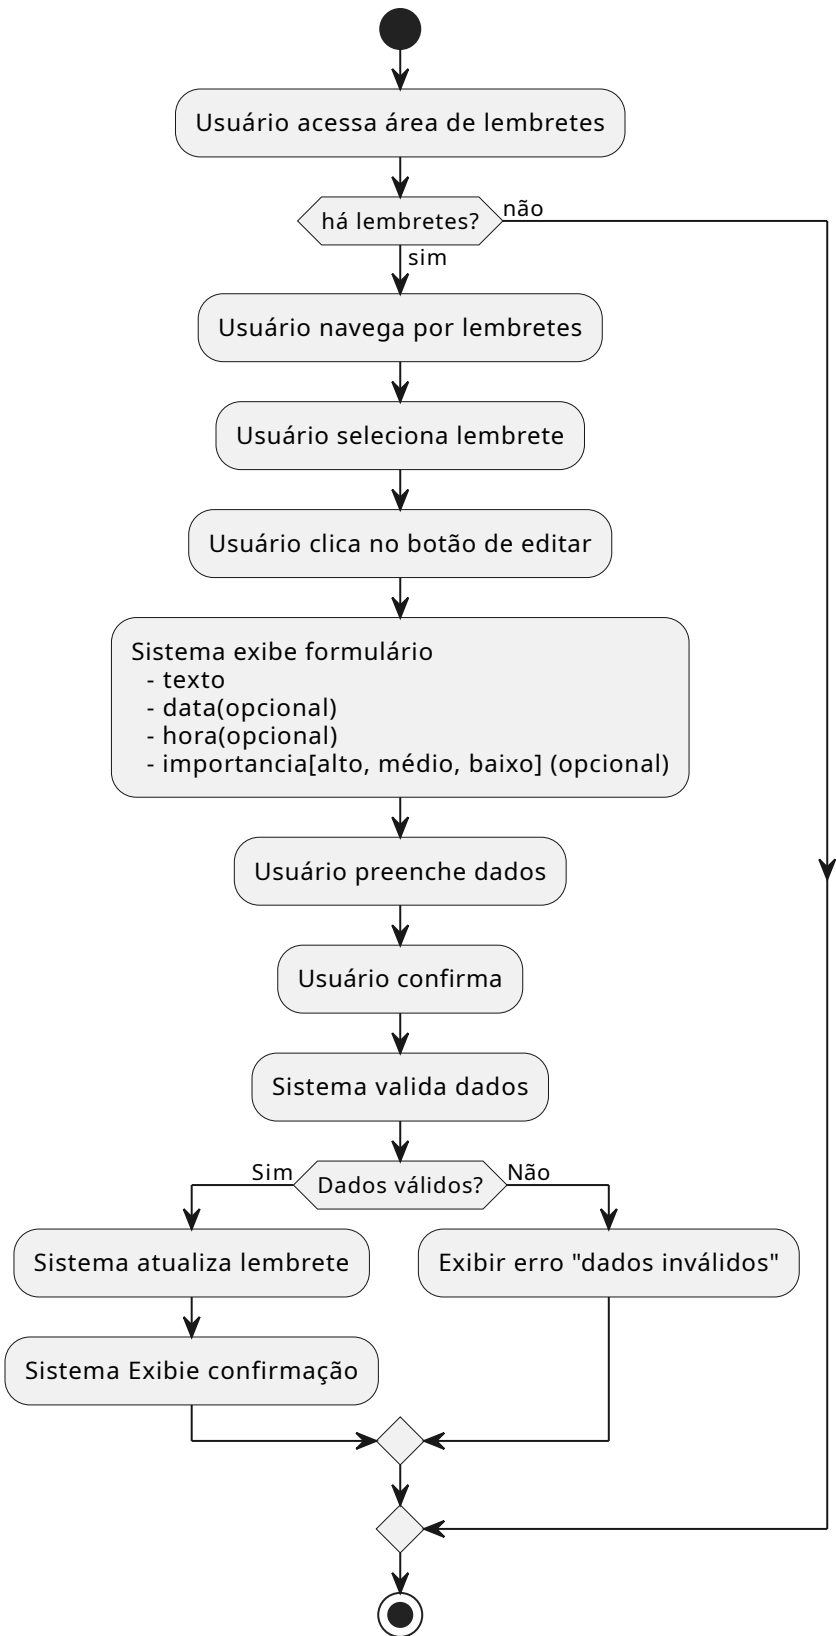 Usuário acessa área de lembretes
há lembretes?
não
sim
Usuário navega por lembretes
Usuário seleciona lembrete
Usuário clica no botão de editar
Sistema exibe formulário
- texto
- data(opcional)
- hora(opcional)
- importancia[alto, médio, baixo] (opcional)
Usuário preenche dados
Usuário confirma
Sistema valida dados
Sim
Dados válidos?
Não
Sistema atualiza lembrete
Exibir erro "dados inválidos"
Sistema Exibie confirmação